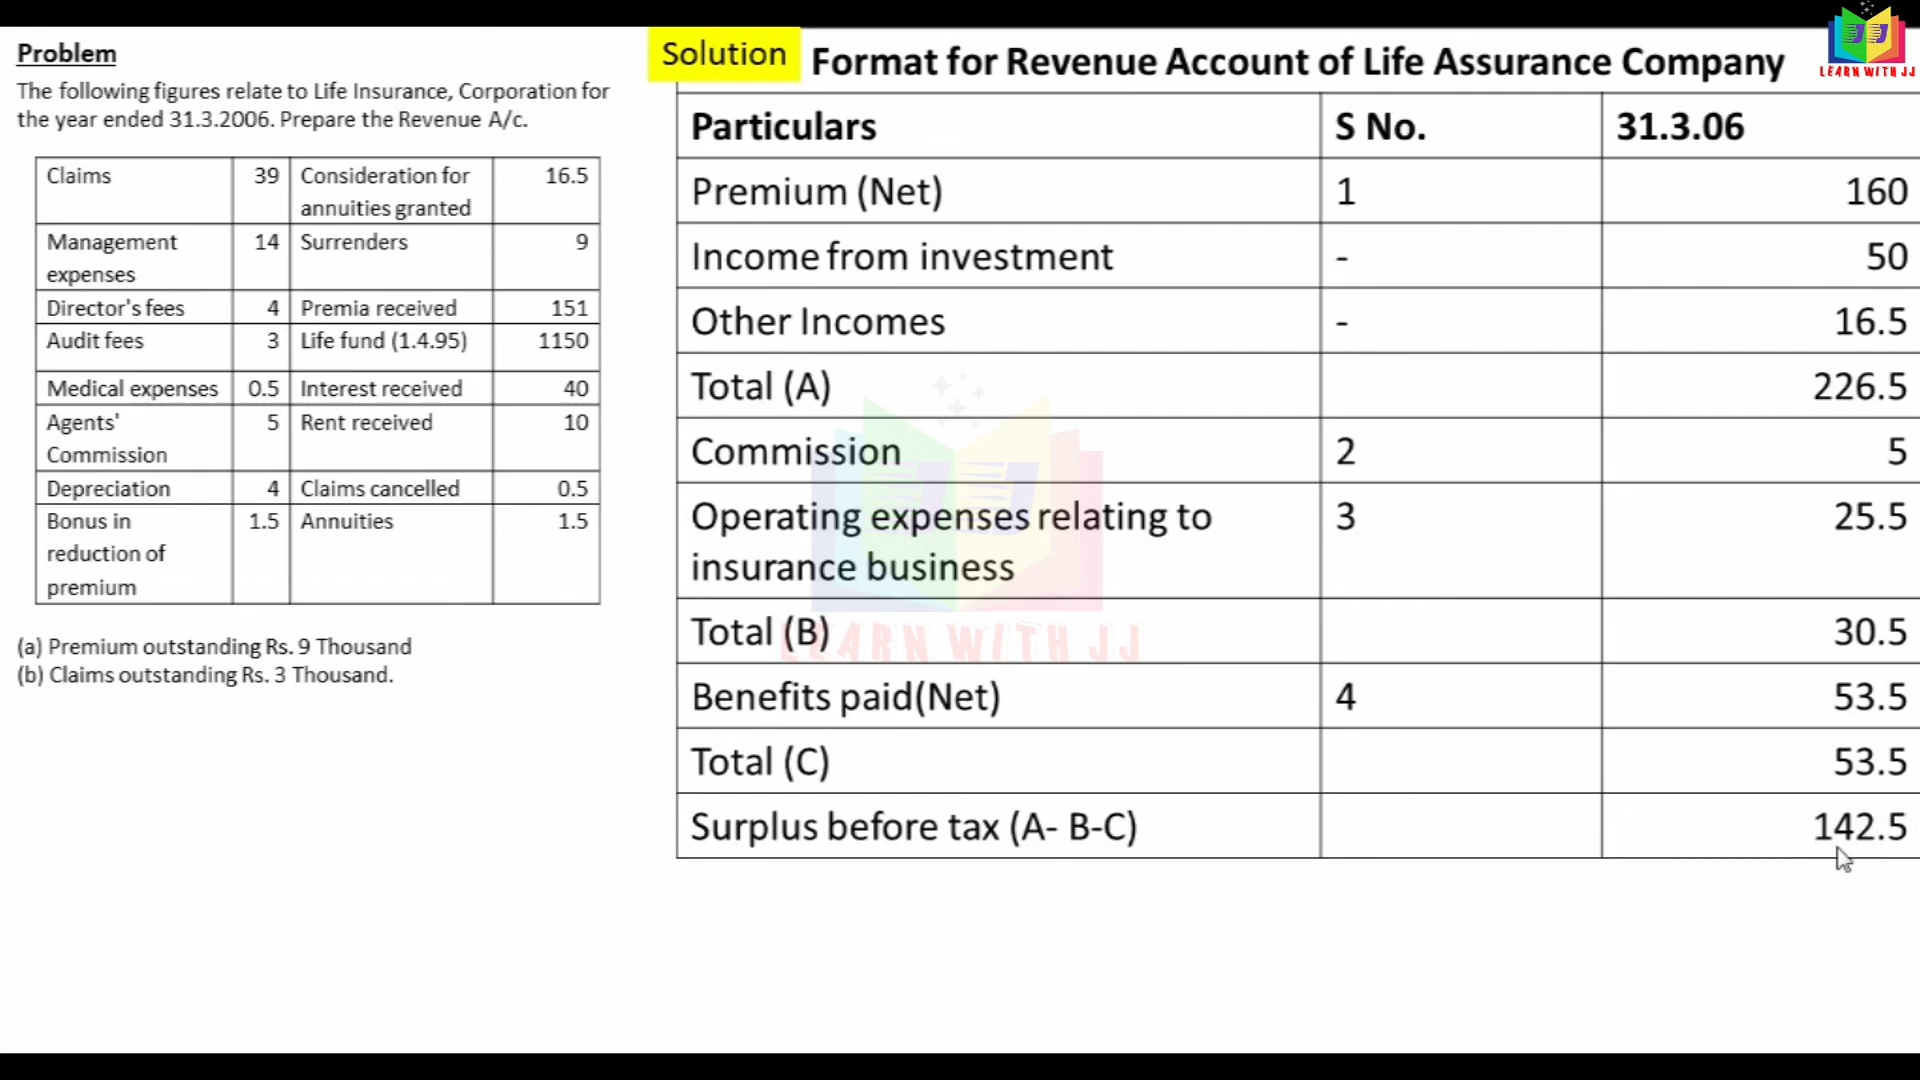 Problem
The following figures relate to Life Insurance, Corporation for
the year ended 31.3.2006. Prepare the Revenue A/c.
Claims 39 Consideration for annuities granted 16.5
Management expenses 14 Surrenders 9
Director's fees 4 Premia received 151
Audit fees 3 Life fund (1.4.95) 1150
Medical expenses 0.5 Interest received 40
Agents' Commission 5 Rent received 10
Depreciation 4 Claims cancelled 0.5
Bonus in reduction of premium 1.5 Annuities 1.5
(a) Premium outstanding Rs. 9 Thousand
(b) Claims outstanding Rs. 3 Thousand.
Solution
Format for Revenue Account of Life Assurance Company
Particulars S No. 31.3.06
Premium (Net) 1 160
Income from investment - 50
Other Incomes - 16.5
Total (A) 226.5
Commission 2 5
Operating expenses relating to insurance business 3 25.5
Total (B) 30.5
Benefits paid(Net) 4 53.5
Total (C) 53.5
Surplus before tax (A- B-C) 142.5
JJ
LEARN WITH JJ
JJ
LEARN WITH JJ